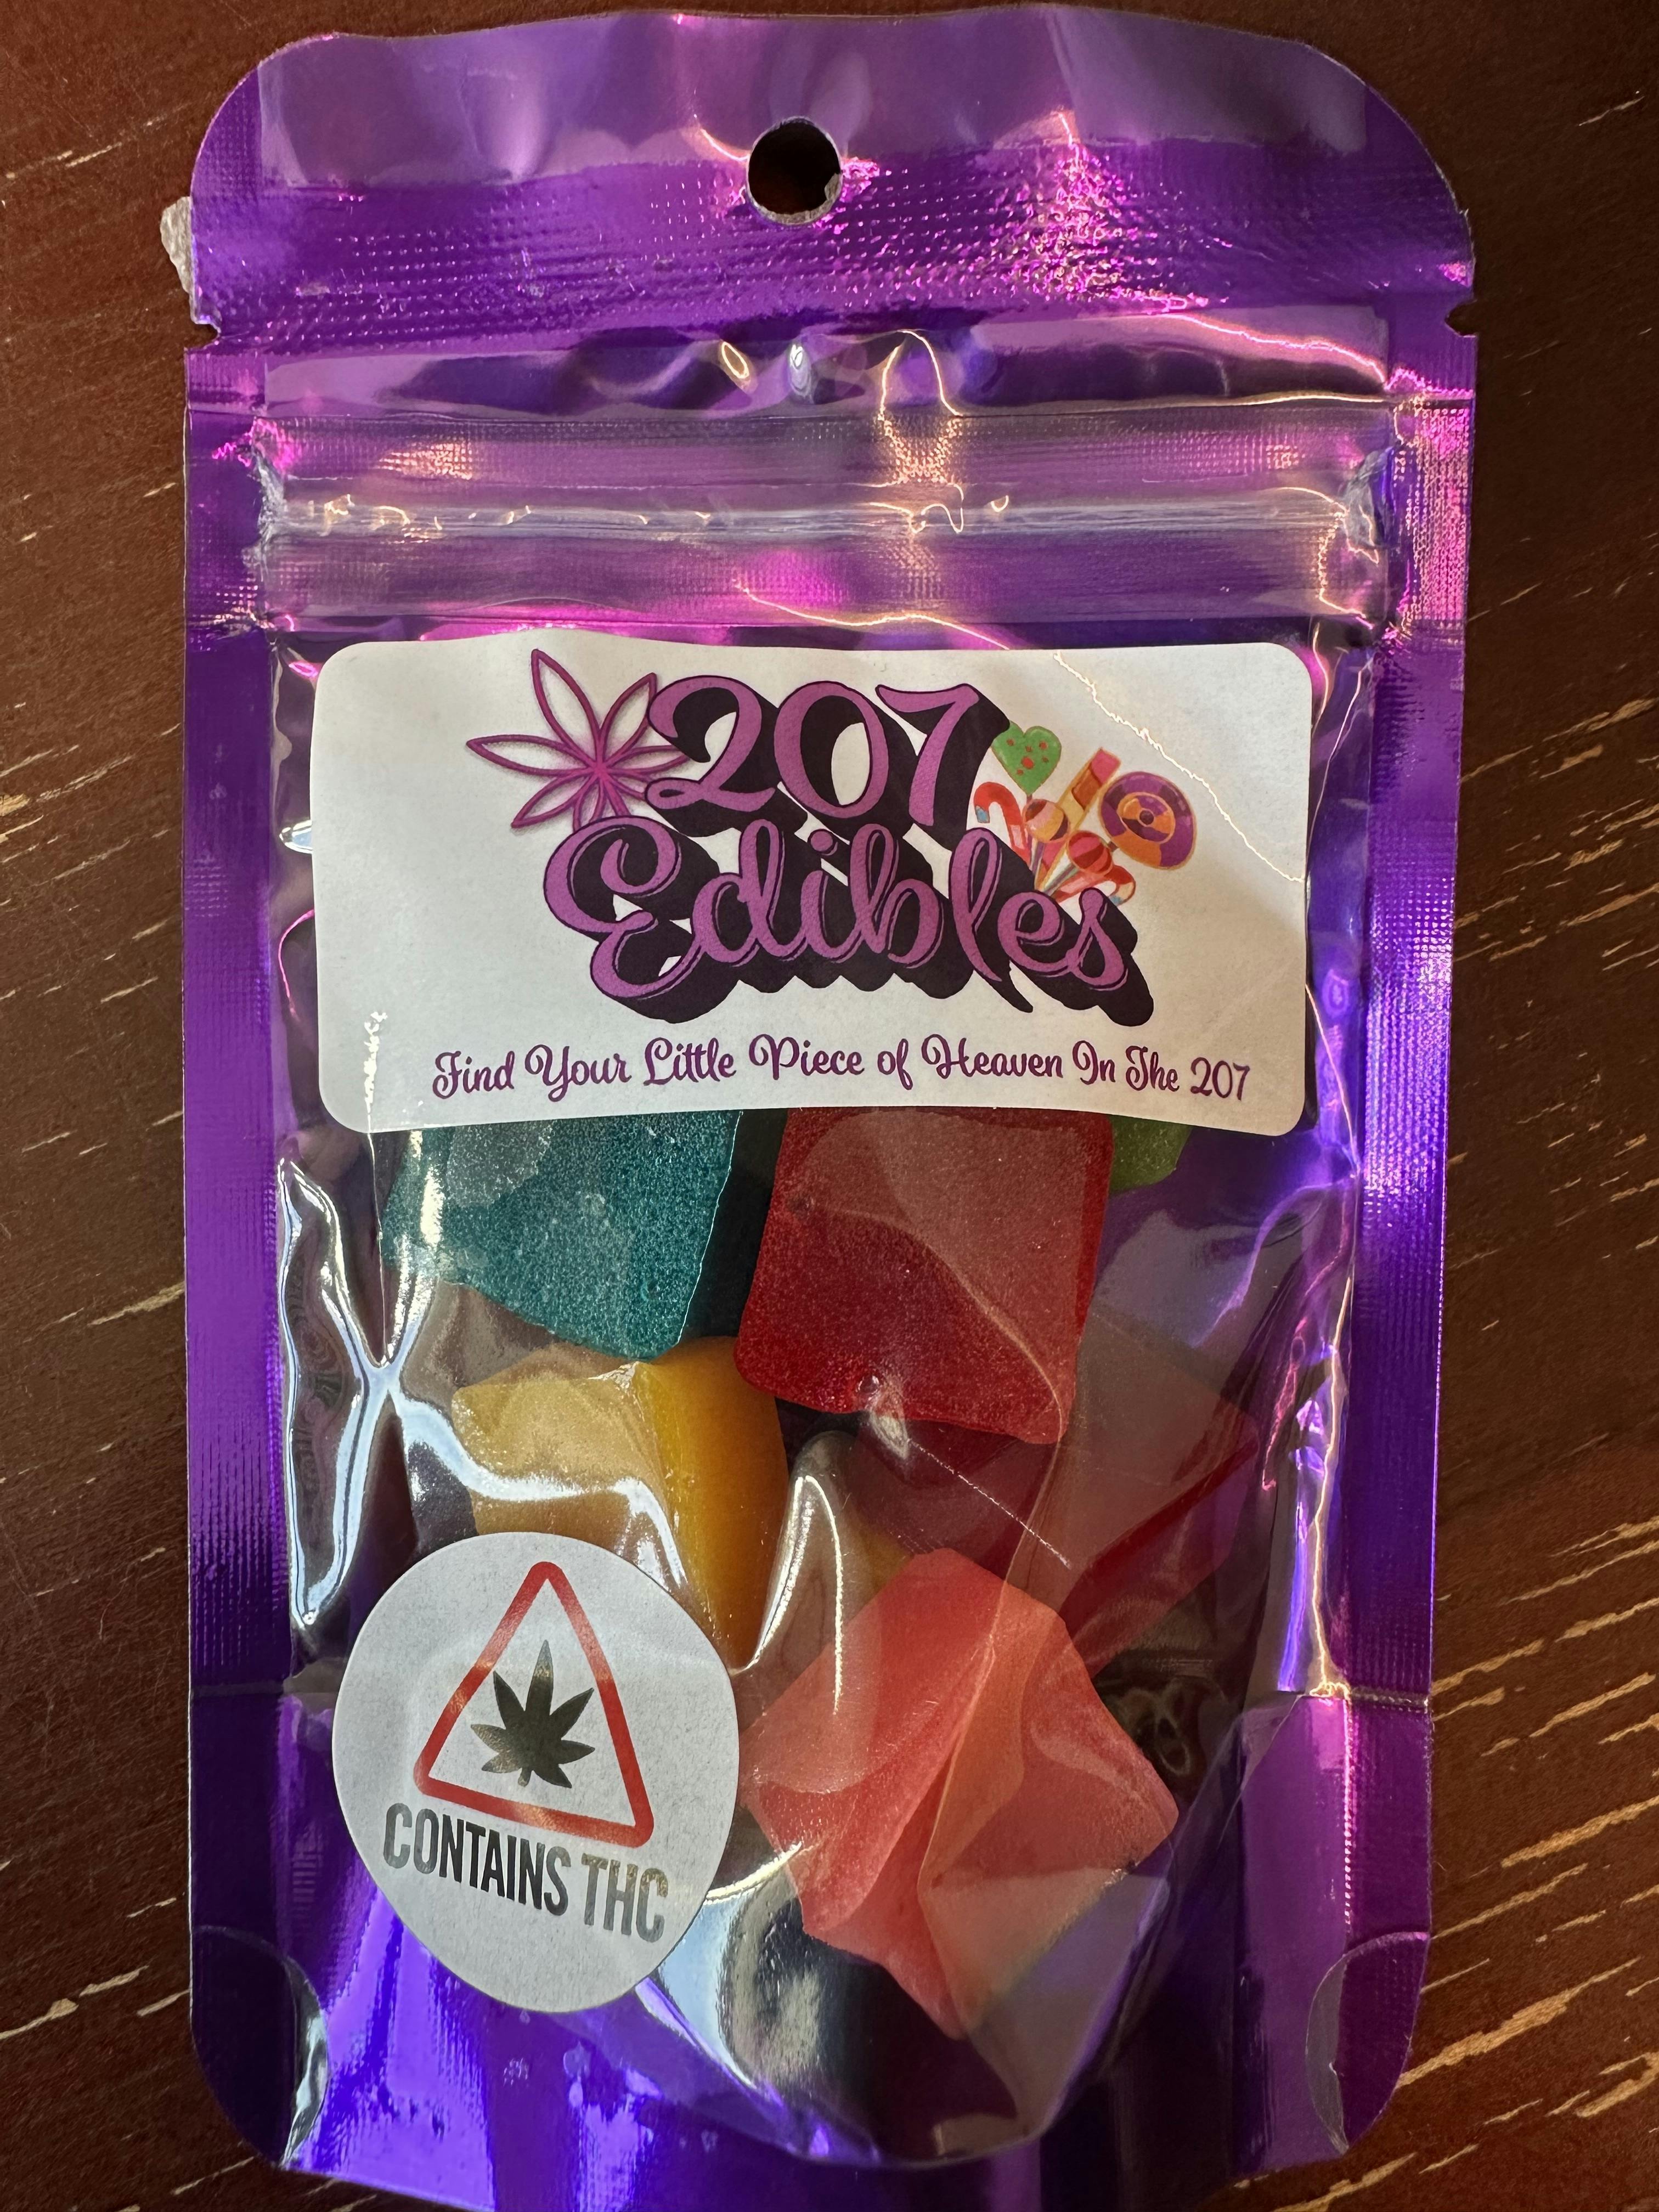 207
Edibles
Find Your Little Piece of Heaven In The 207
CONTAINS THC